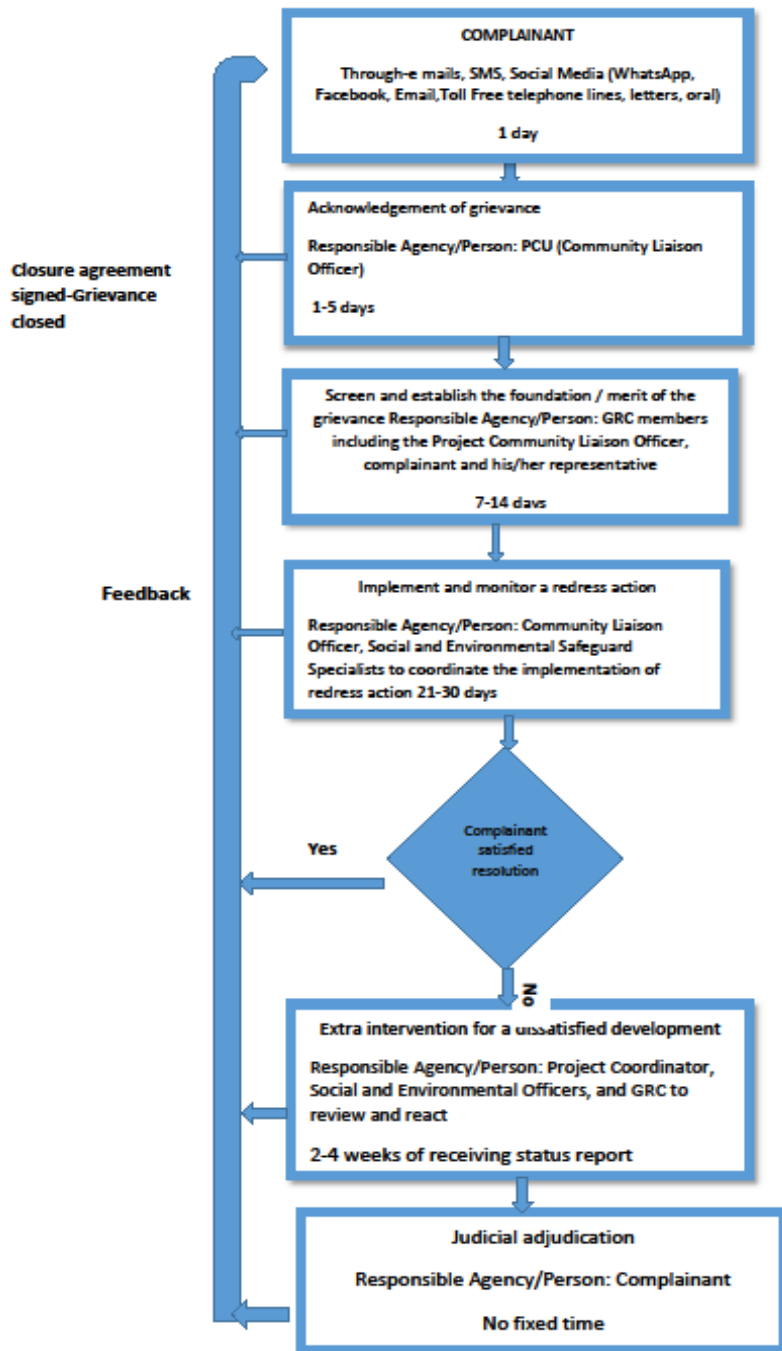 COMPLAINANT
Through-e mails, SMS, Social Media (WhatsApp,
Facebook, Email,Toll Free telephone lines, letters, oral)
1 day
Acknowledgement of grievance
Responsible Agency/Person: PCU (Community Liaison
Officer)
1-5 days
Closure agreement
signed-Grievance
closed
Screen and establish the foundation / merit of the
grievance Responsible Agency/Person: GRC members
including the Project Community Liaison Officer,
complainant and his/her representative
7-14 days
Feedback
Implement and monitor a redress action
Responsible Agency/Person: Community Liaison
Officer, Social and Environmental Safeguard
Specialists to coordinate the implementation of
redress action 21-30 days
Complainant
satisfied
resolution
Yes
No
Extra intervention for a dissatisfied development
Responsible Agency/Person: Project Coordinator,
Social and Environmental Officers, and GRC to
review and react
2-4 weeks of receiving status report
Judicial adjudication
Responsible Agency/Person: Complainant
No fixed time